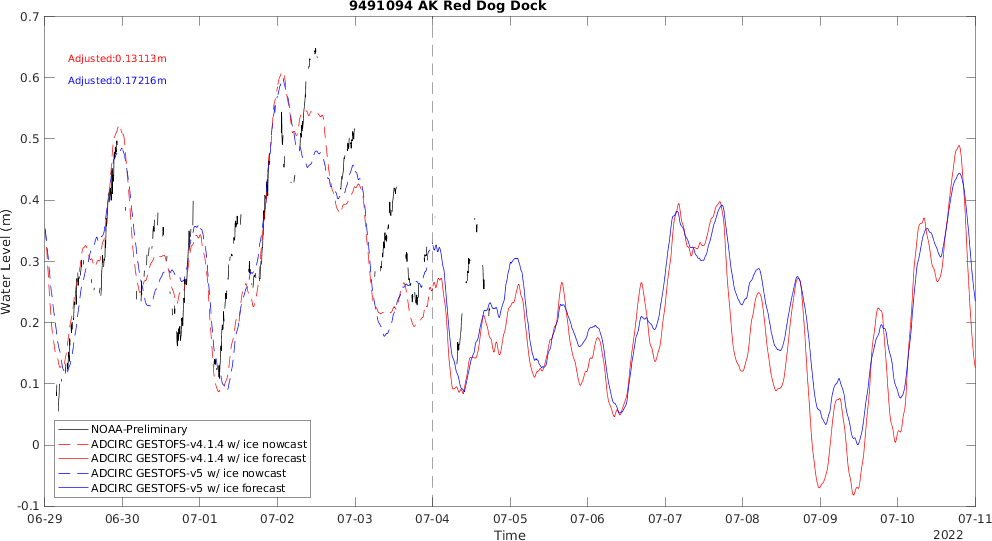 9491094 AK Red Dog Dock
0.7
0.6
0.5
0.4
0.3
0.2
0.1
0
-0.1
Water Level (m)
Adjusted:0.13113m
Adjusted:0.17216m
NOAA-Preliminary
ADCIRC GESTOFS-v4.1.4 w/ ice nowcast
ADCIRC GESTOFS-v4.1.4 w/ ice forecast
ADCIRC GESTOFS-v5 w/ ice nowcast
ADCIRC GESTOFS-v5 w/ ice forecast
06-29 06-30 07-01 07-02 07-03 07-04 07-05 07-06 07-07 07-08 07-09 07-10 07-11
Time
2022